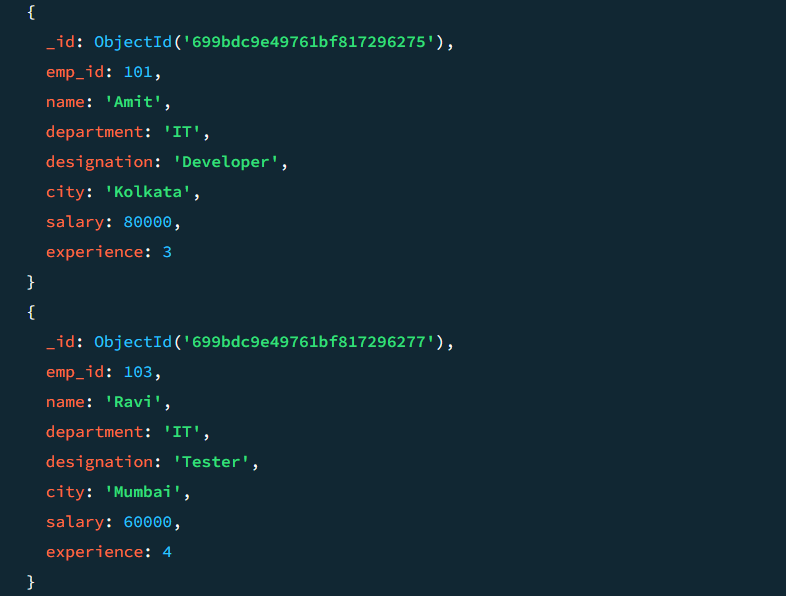 {
_id: ObjectId('699bdc9e49761bf817296275'),
emp_id: 101,
name: 'Amit',
department: 'IT',
designation: 'Developer',
city: 'Kolkata',
salary: 80000,
experience: 3
}
{
_id: ObjectId('699bdc9e49761bf817296277'),
emp_id: 103,
name: 'Ravi',
department: 'IT',
designation: 'Tester',
city: 'Mumbai',
salary: 60000,
experience: 4
}